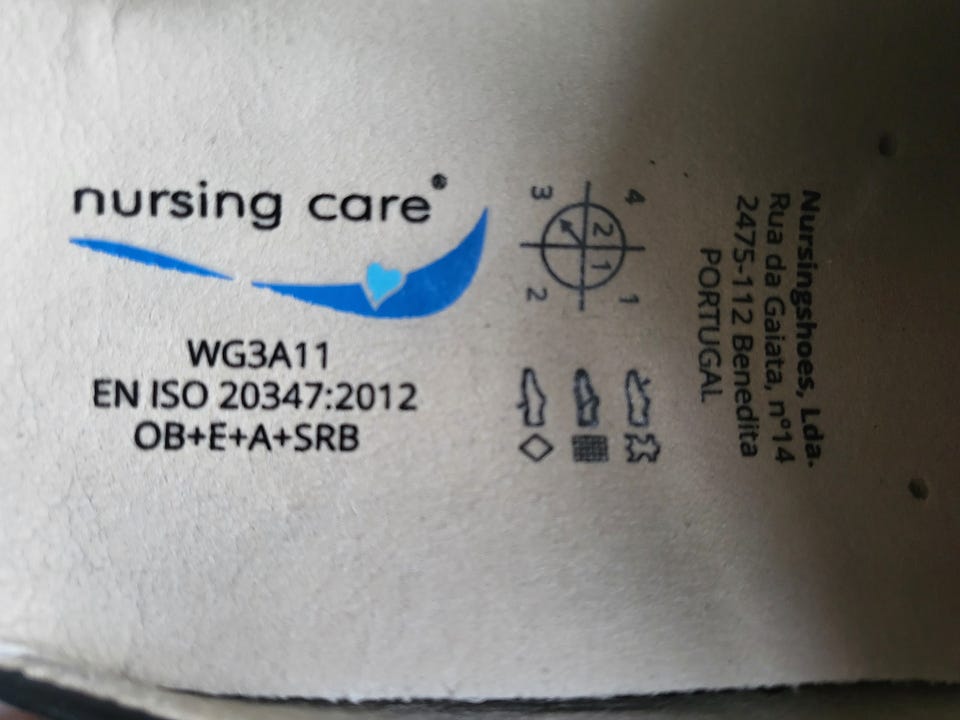 nursing care®
WG3A11
EN ISO 20347:2012
OB+E+A+SRB
3 4
2
1
2 1
Nursingshoes, Lda.
Rua da Gaiata, nº14
2475-112 Benedita
PORTUGAL